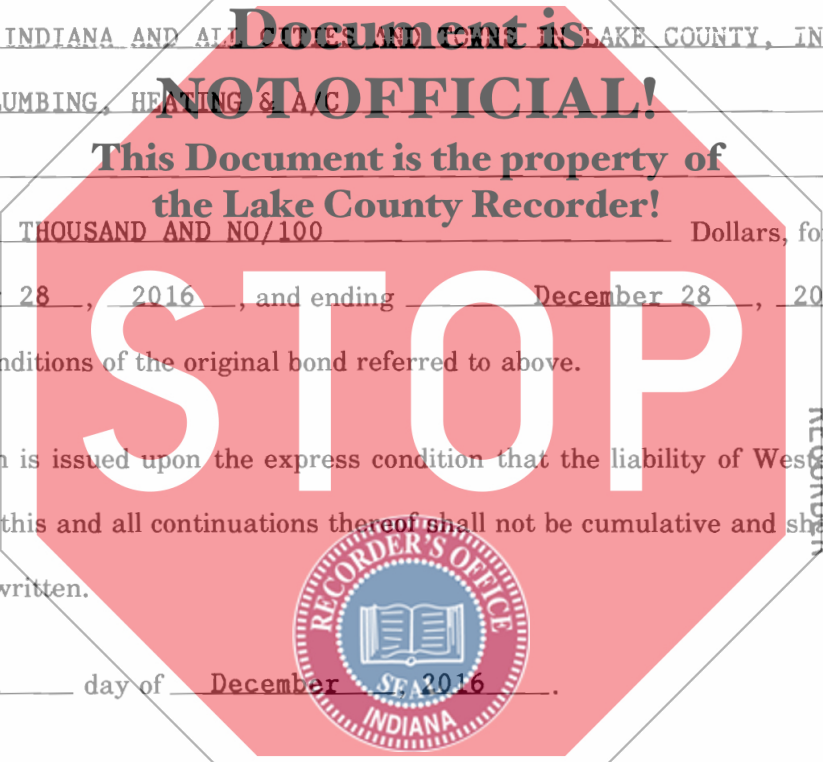 INDIANA AND ALL CITIES AND TOWNS IN LAKE COUNTY, IN
Document is
LUMBING, HEATING & A/C
NOT OFFICIAL!
This Document is the property of
the Lake County Recorder!
THOUSAND AND NO/100 Dollars, fo
28, 2016, and ending December 28, 20
nditions of the original bond referred to above.
STOP
n is issued upon the express condition that the liability of West
RECORDER
this and all continuations thereof shall not be cumulative and sh
written.
RECORDER'S OFFICE
SEAL
INDIANA
day of December, 2016.